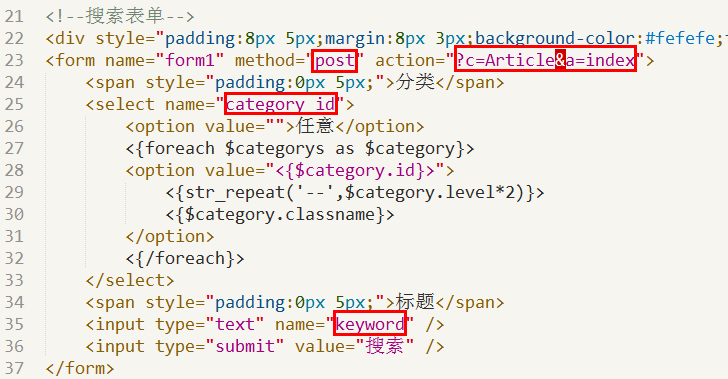 21 <!--搜索表单-->
22 <div style="padding:8px 5px;margin:8px 3px;background-color:#fefefe;
23 <form name="form1" method="post" action="?c=Article&a=index">
24 <span style="padding:0px 5px;">分类</span>
25 <select name="category_id">
26 <option value="">任意</option>
27 <{foreach $categorys as $category}>
28 <option value="<{$category.id}>">
29 <{str_repeat('--',$category.level*2)}>
30 <{$category.classname}>
31 </option>
32 <{/foreach}>
33 </select>
34 <span style="padding:0px 5px;">标题</span>
35 <input type="text" name="keyword" />
36 <input type="submit" value="搜索" />
37 </form>